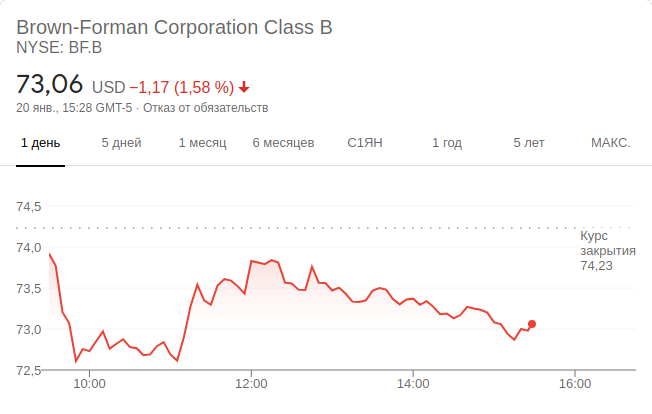 Brown-Forman Corporation Class B
NYSE: BF.B
73,06 USD −1,17 (1,58 %)
20 янв., 15:28 GMT-5 · Отказ от обязательств
1 день 5 дней 1 месяц 6 месяцев С1ЯН 1 год 5 лет МАКС.
74,5
Курс
закрытия
74,23
74,0
73,5
73,0
72,5
10:00 12:00 14:00 16:00